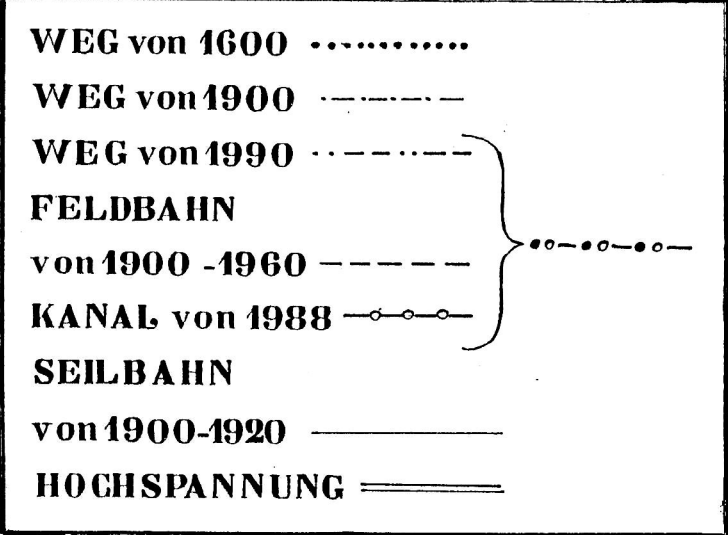 WEG von 1600
WEG von 1900
WEG von 1990
FELDBAHN
von 1900 - 1960
KANAL von 1988
SEILBAHN
von 1900-1920
HOCHSPANNUNG